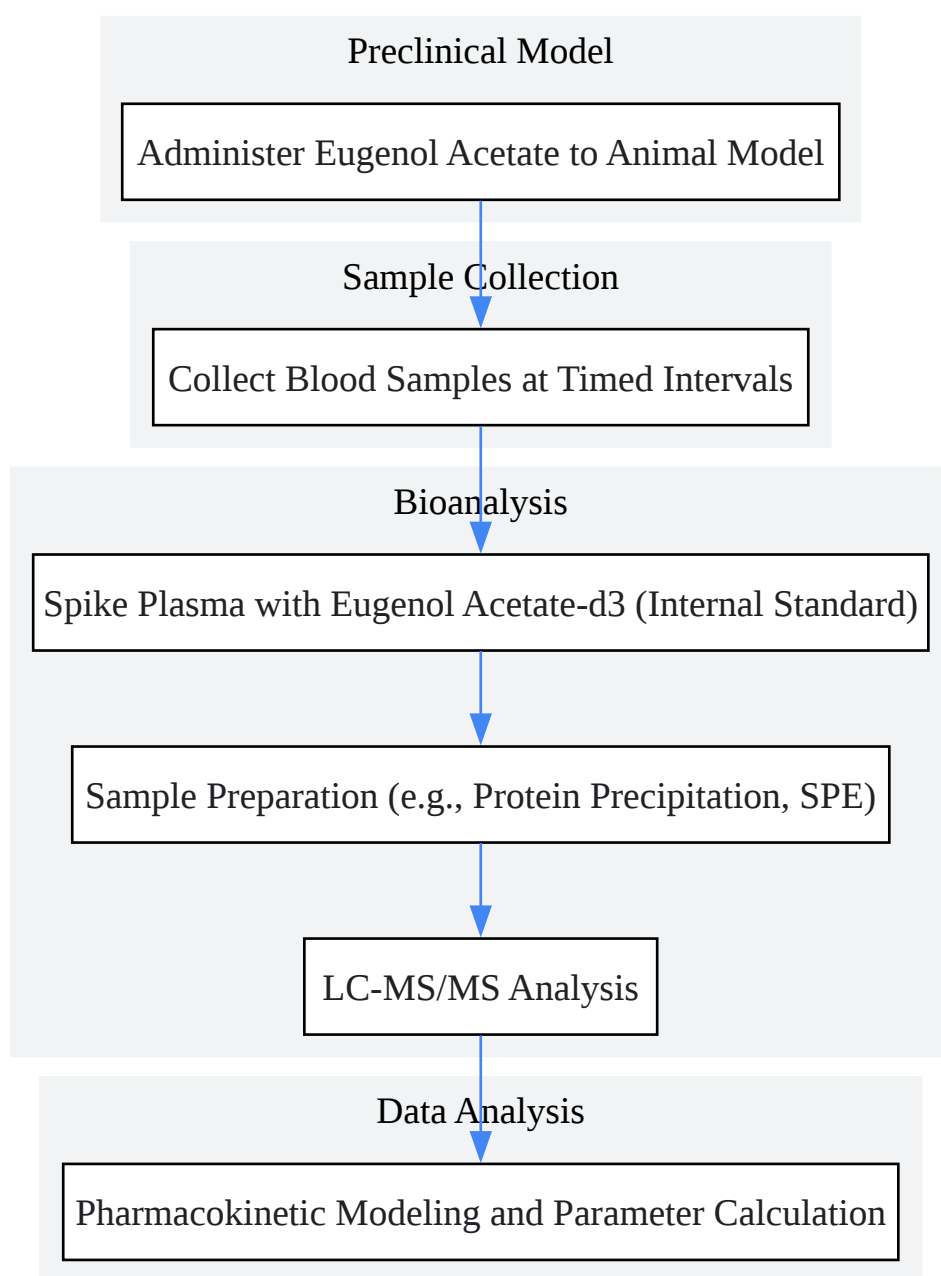 Preclinical Model
Administer Eugenol Acetate to Animal Model
Sample Collection
Collect Blood Samples at Timed Intervals
Bioanalysis
Spike Plasma with Eugenol Acetate-d3 (Internal Standard)
Sample Preparation (e.g., Protein Precipitation, SPE)
LC-MS/MS Analysis
Data Analysis
Pharmacokinetic Modeling and Parameter Calculation